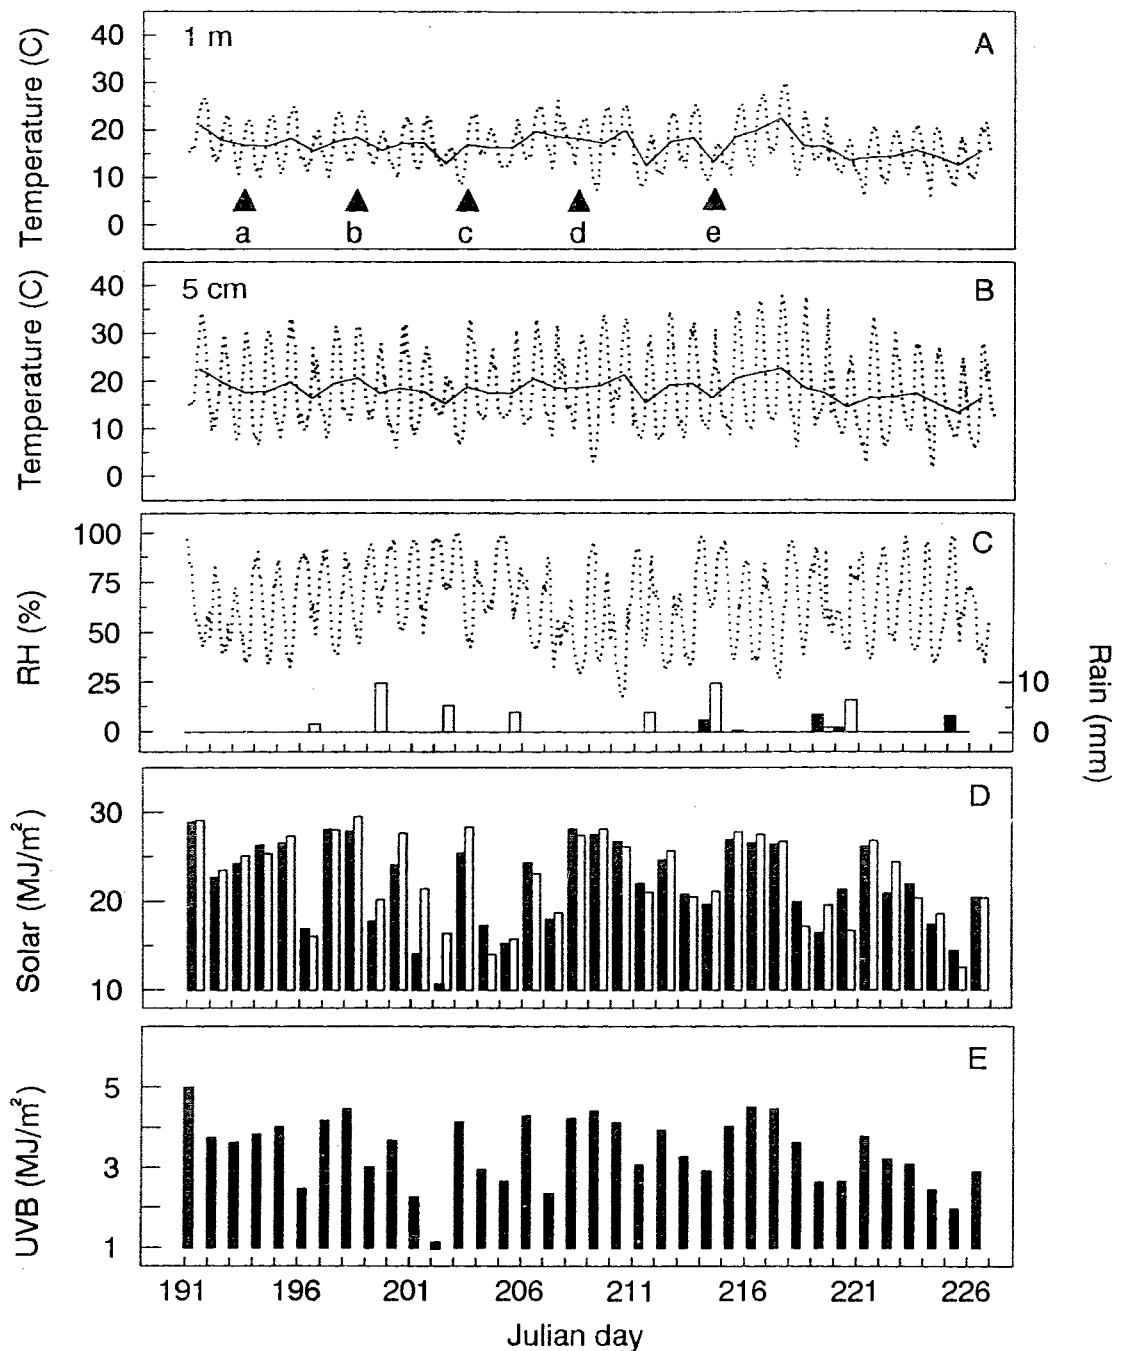 1 m
A
Temperature (C)
40
30
20
10
0
a b c d e
5 cm
B
Temperature (C)
40
30
20
10
0
C
RH (%)
100
75
50
25
0
10
0
Rain (mm)
D
Solar (MJ/m²)
30
20
10
E
UVB (MJ/m²)
5
3
1
191 196 201 206 211 216 221 226
Julian day